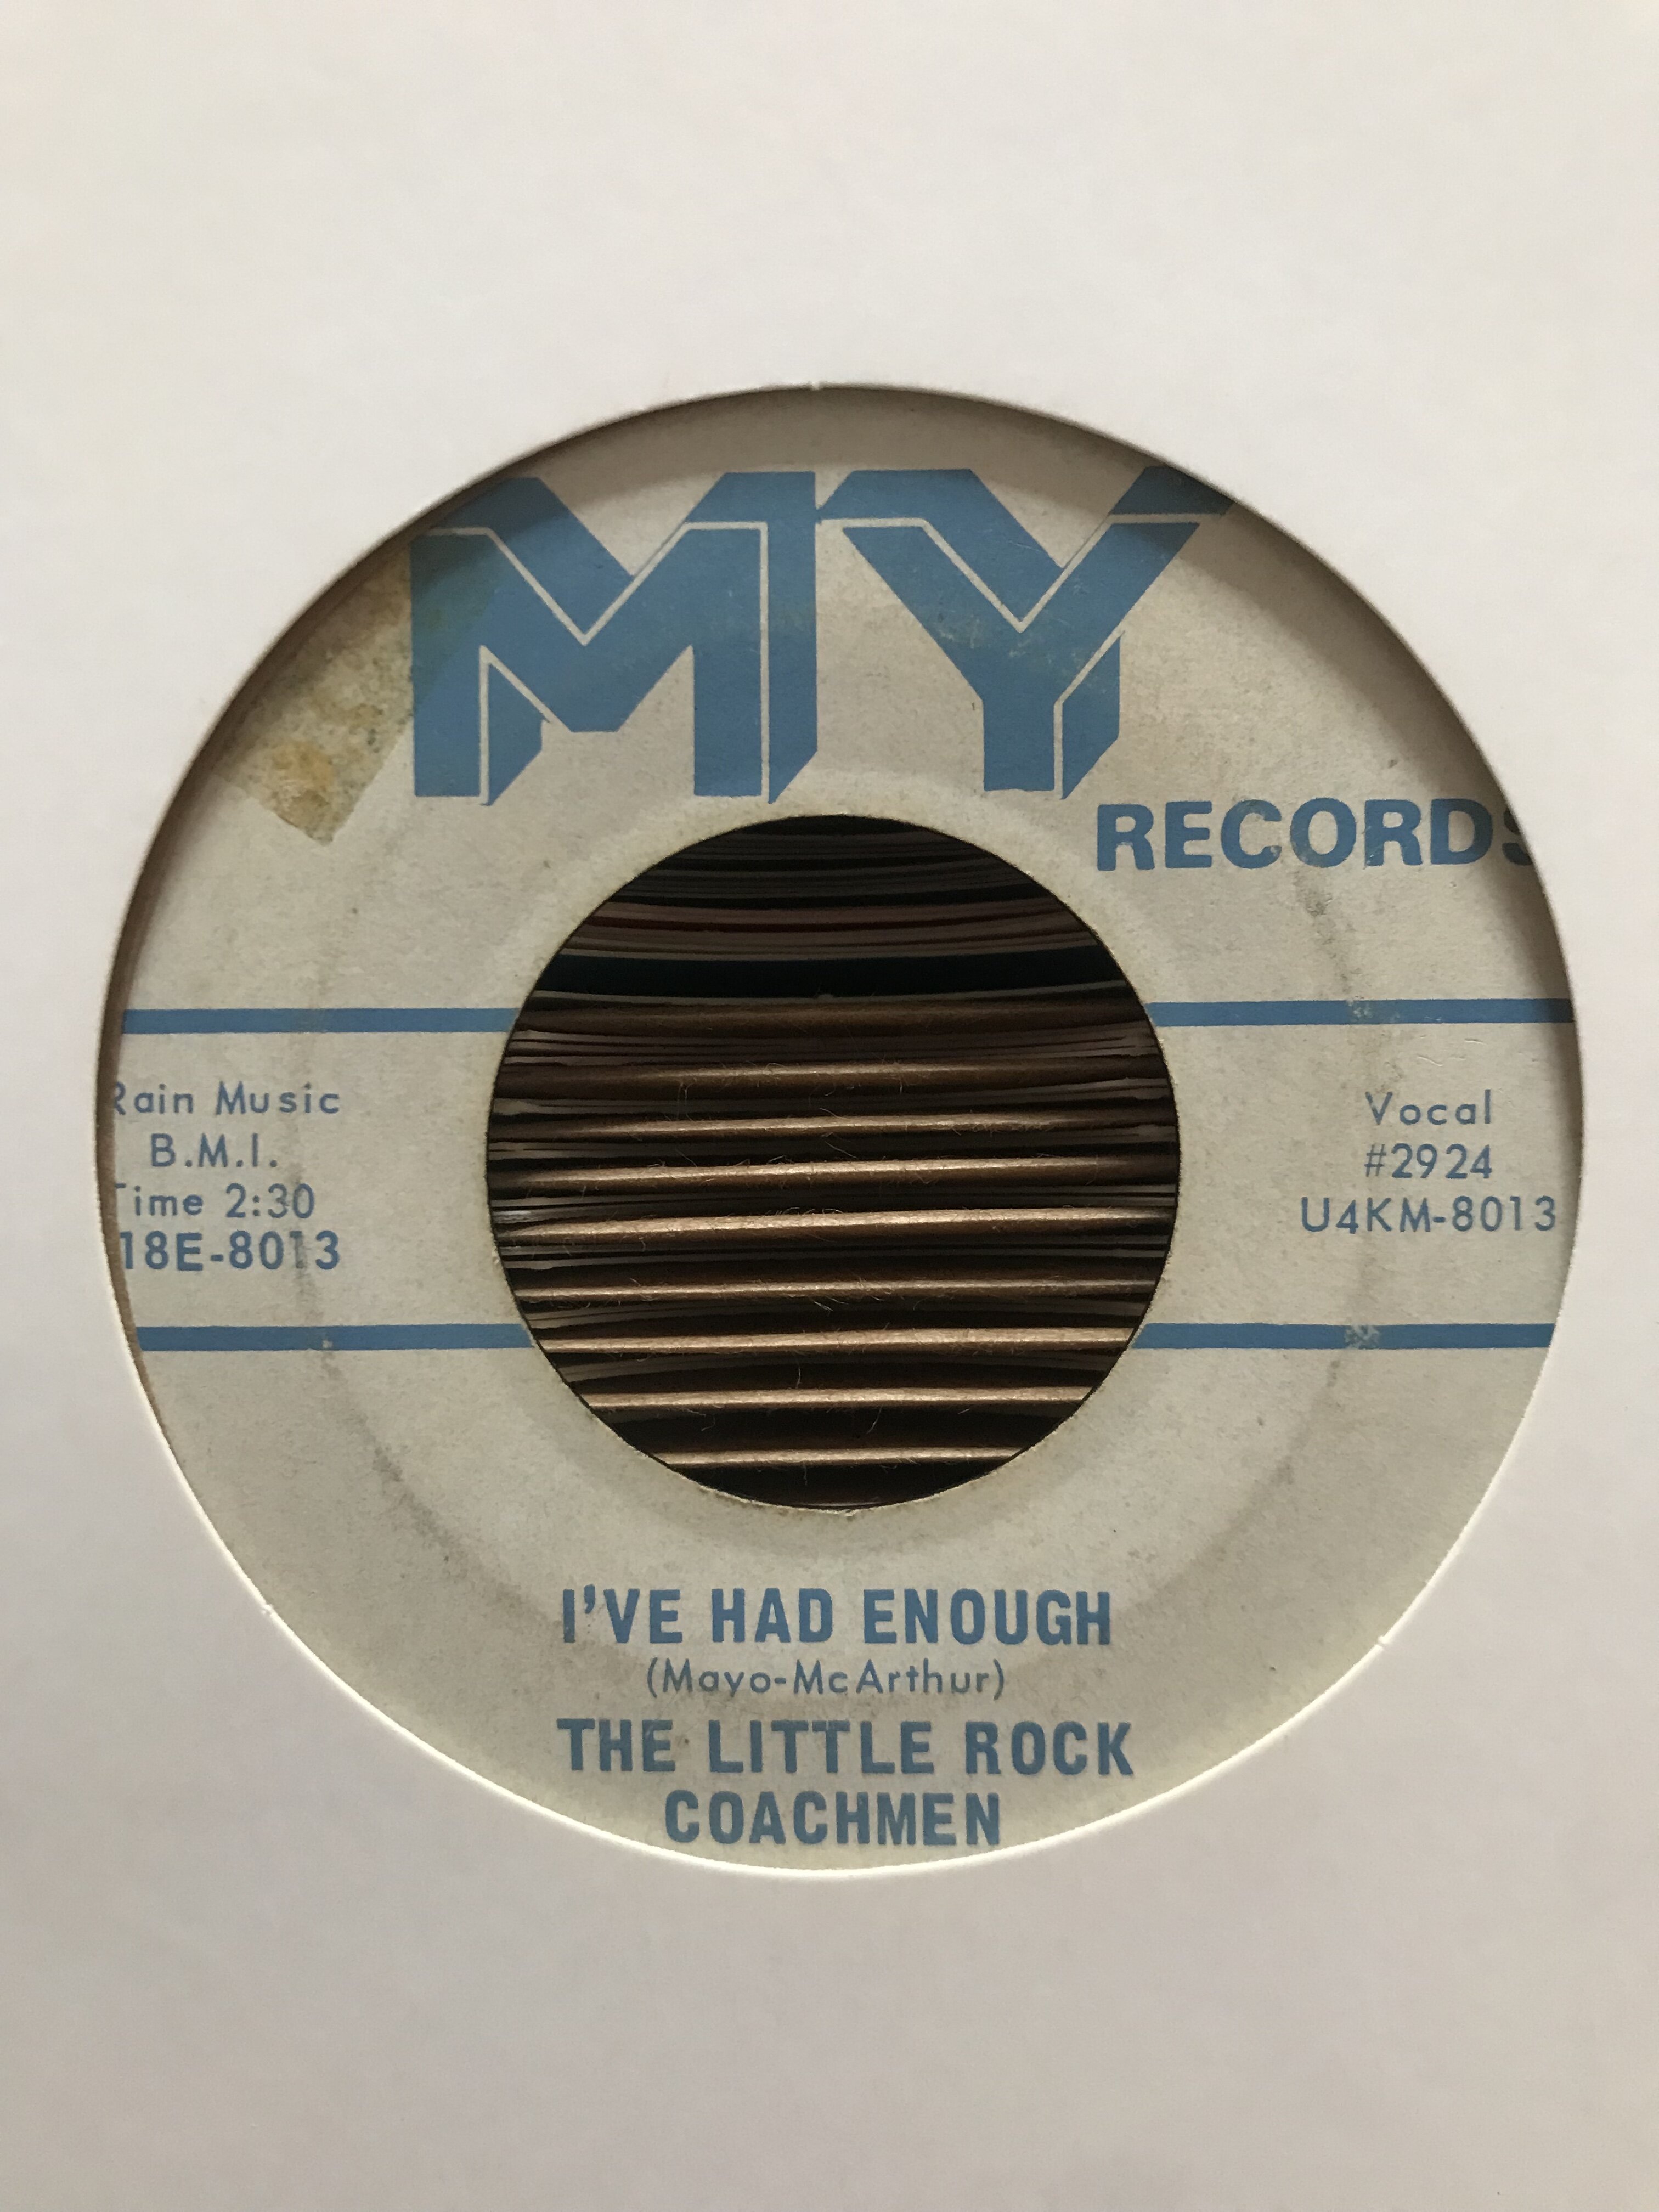 MY
RECORDS
Rain Music
B.M.I.
Time 2:30
18E-8013
Vocal
#2924
U4KM-8013
I'VE HAD ENOUGH
(Mayo-McArthur)
THE LITTLE ROCK
COACHMEN